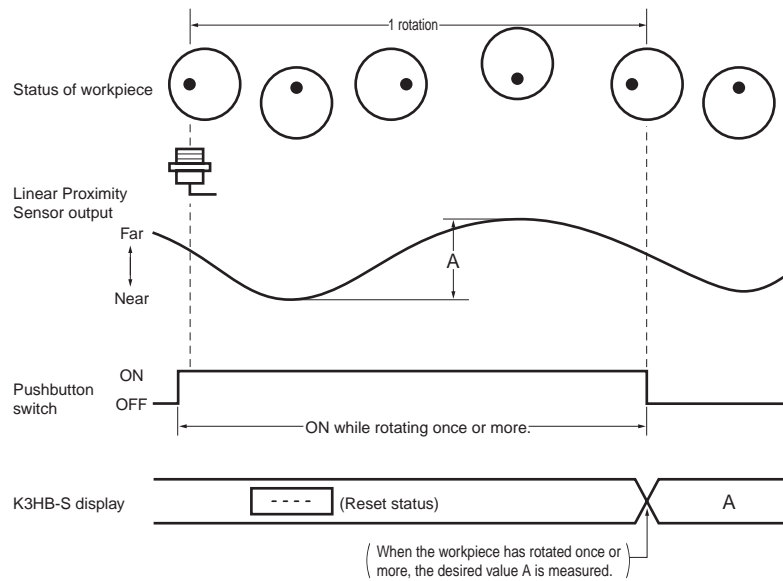 1 rotation
Status of workpiece
Linear Proximity
Sensor output
Far
A
Near
ON
Pushbutton
switch
OFF
ON while rotating once or more.
K3HB-S display
- - - -
(Reset status)
A
(When the workpiece has rotated once or
more, the desired value A is measured.)